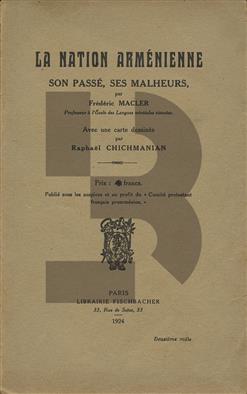 LA NATION ARMÉNIENNE
SON PASSÉ, SES MALHEURS,
par
Frédéric MACLER
Professeur à l'École des Langues orientales vivantes.
Avec une carte dessinée
par
Raphaël CHICHMANIAN
Prix : francs.
Publié sous les auspices et au profit du « Comité protestant
français proarménien. »
PARIS
LIBRAIRIE FISCHBACHER
33, Rue de Seine, 33
1924
Deuxième mille